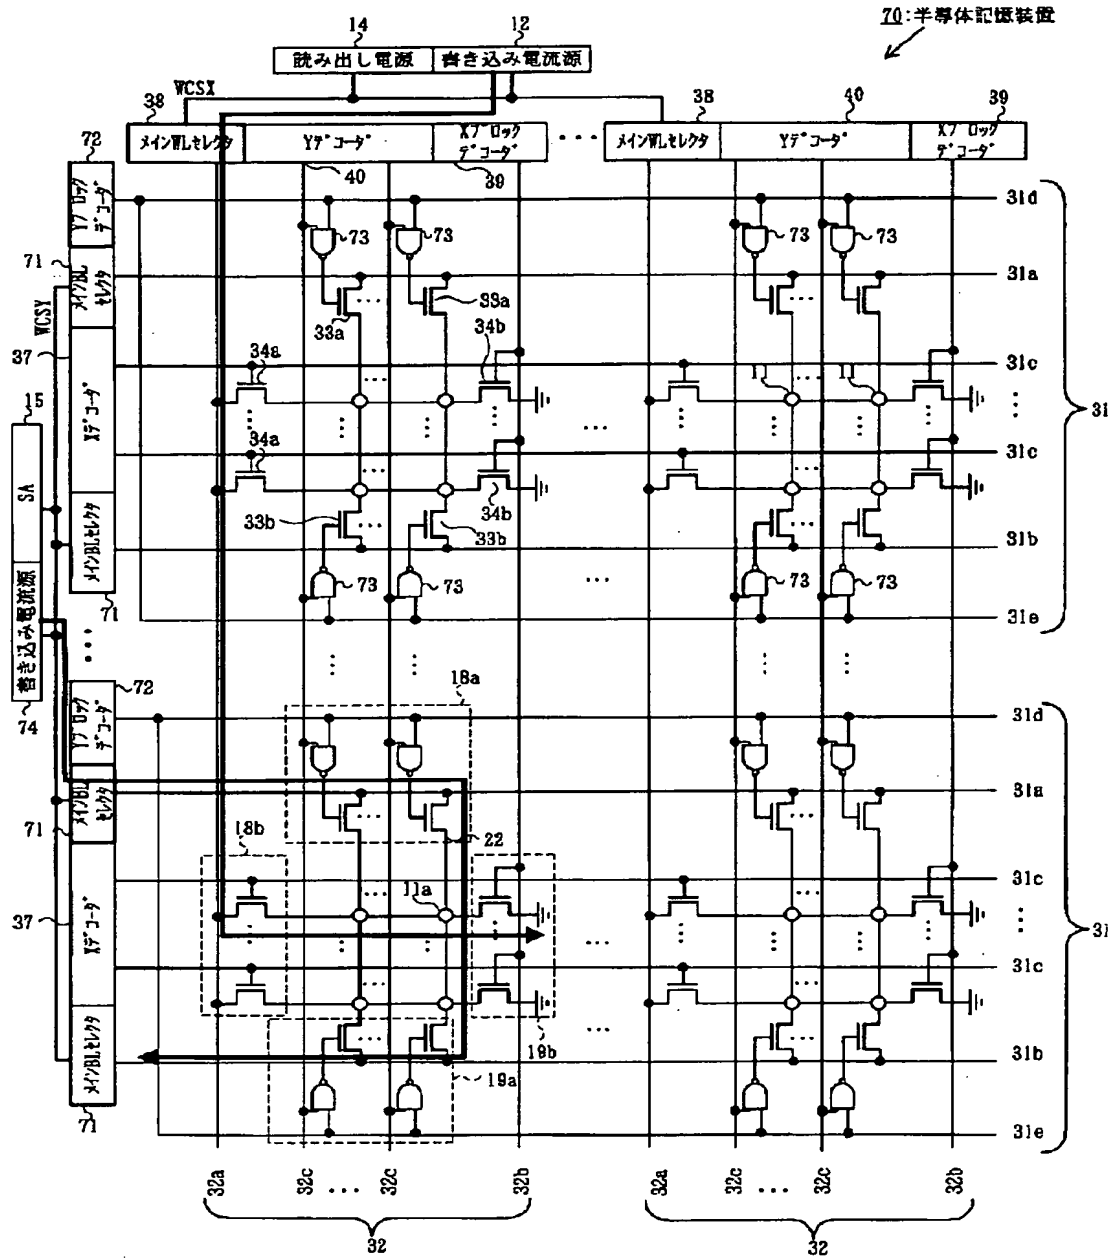 70:半導体記憶装置
14
12
読み出し電源
書き込み電流源
WCSX
38
メインWLセレクタ
Yデコーダ
Xブロック
デコーダ
...
38
40
39
メインWLセレクタ
Yデコーダ
Xブロック
デコーダ
72
40
39
Yブロック
デコーダ
73
73
73
73
31d
71
メインBL
セレクタ
33a
33a
31a
WCSY
37
34a
34b
11
11
31c
15
Xデコーダ
31
34a
31c
SA
メインBLセレクタ
33b
34b
33b
31b
73
73
73
73
71
31e
書き込み電流源
74
72
18a
Yブロック
デコーダ
31d
メインBL
セレクタ
31a
71
18b
22
11a
31c
37
Xデコーダ
31
31c
メインBLセレクタ
19b
31b
19a
71
31e
32a
32c
...
32c
32b
32a
32c
...
32c
32b
32
32